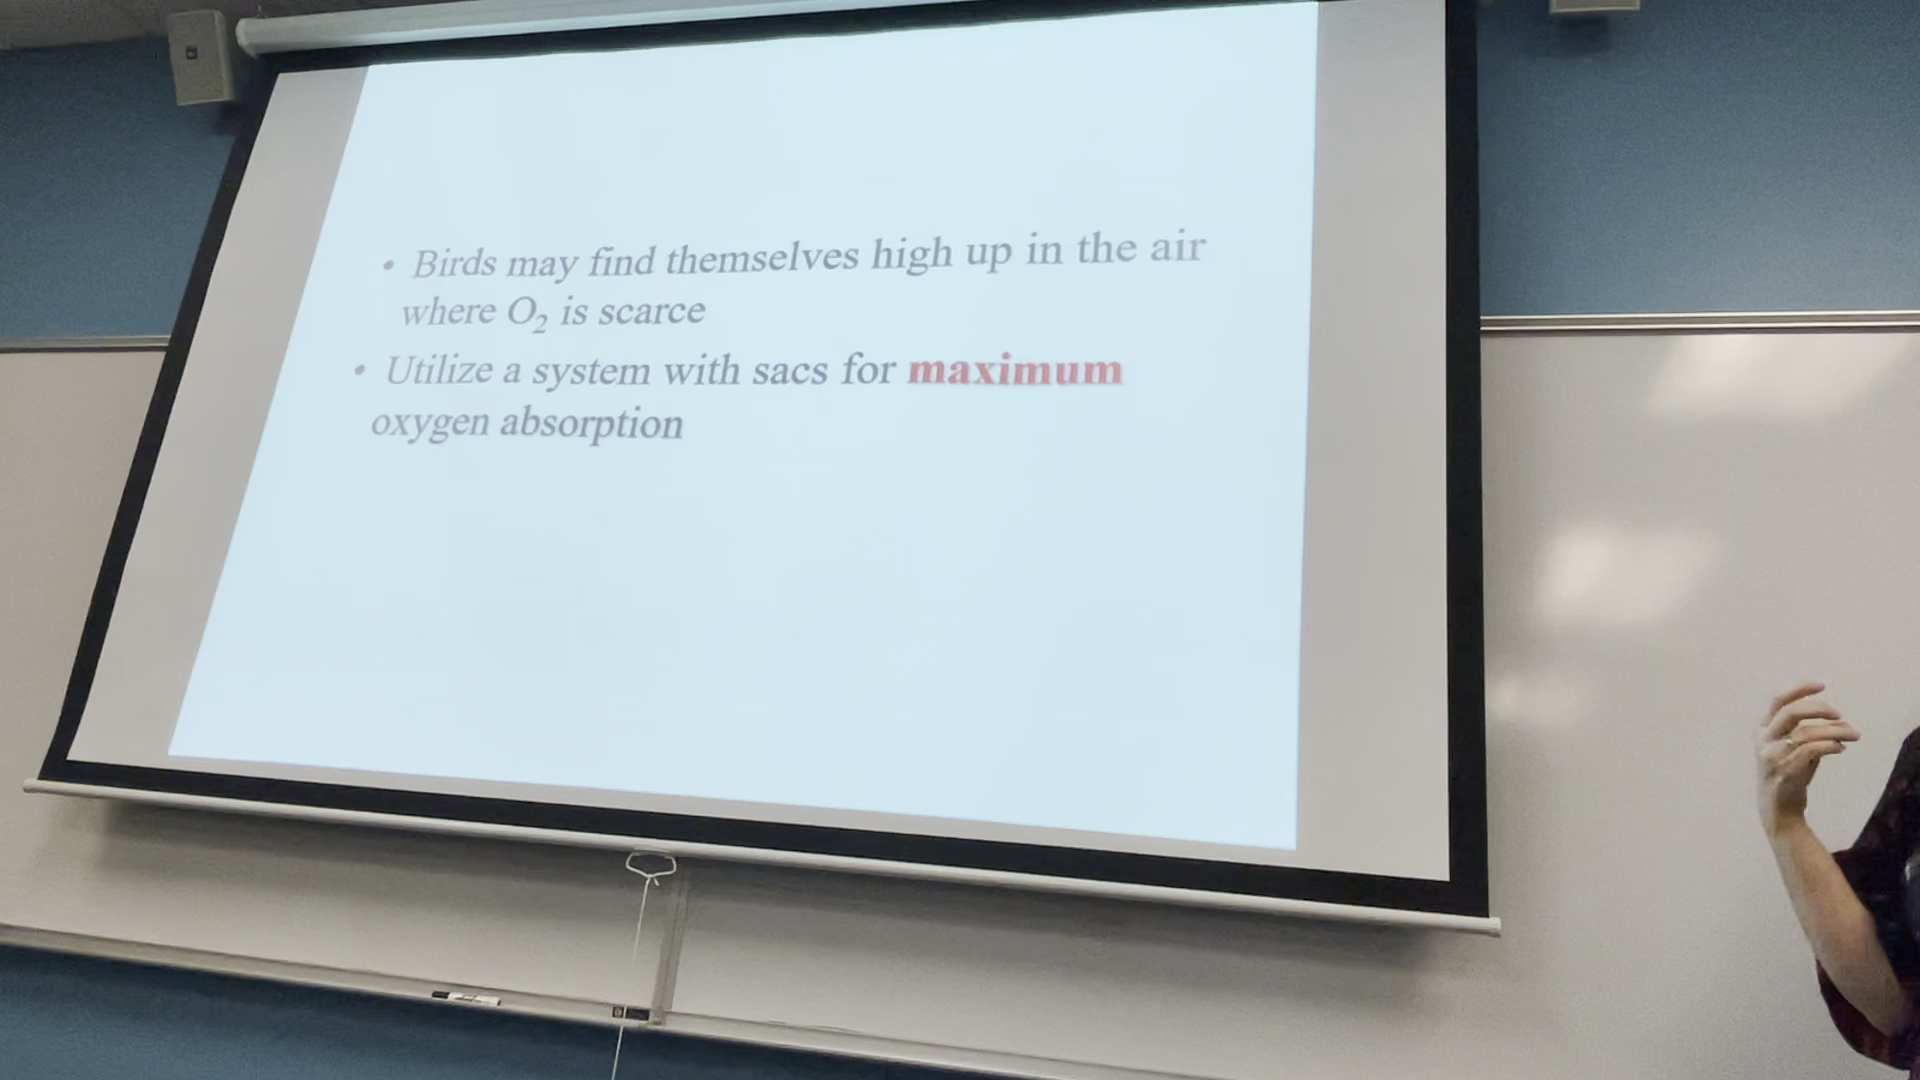 • Birds may find themselves high up in the air
where O₂ is scarce
• Utilize a system with sacs for maximum
oxygen absorption